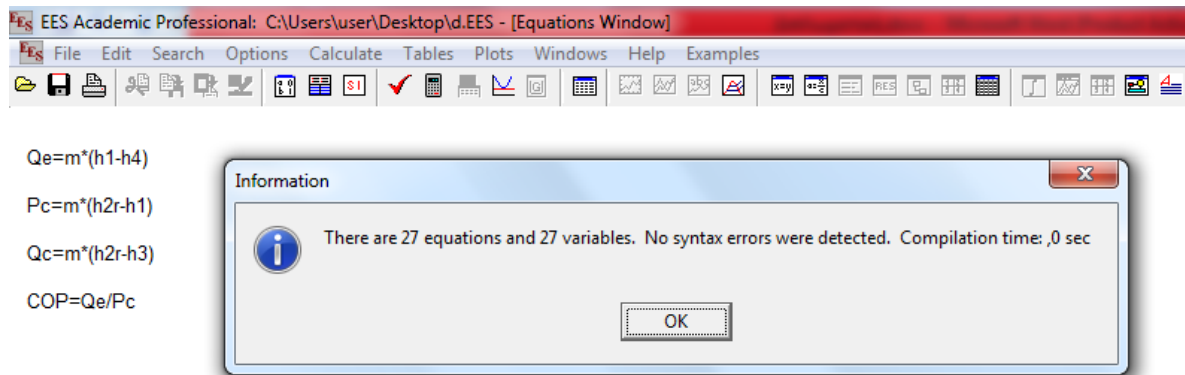 EES Academic Professional: C:\Users\user\Desktop\d.EES - [Equations Window]
File Edit Search Options Calculate Tables Plots Windows Help Examples
Qe=m*(h1-h4)
Pc=m*(h2r-h1)
Qc=m*(h2r-h3)
COP=Qe/Pc
Information
There are 27 equations and 27 variables. No syntax errors were detected. Compilation time: ,0 sec
OK